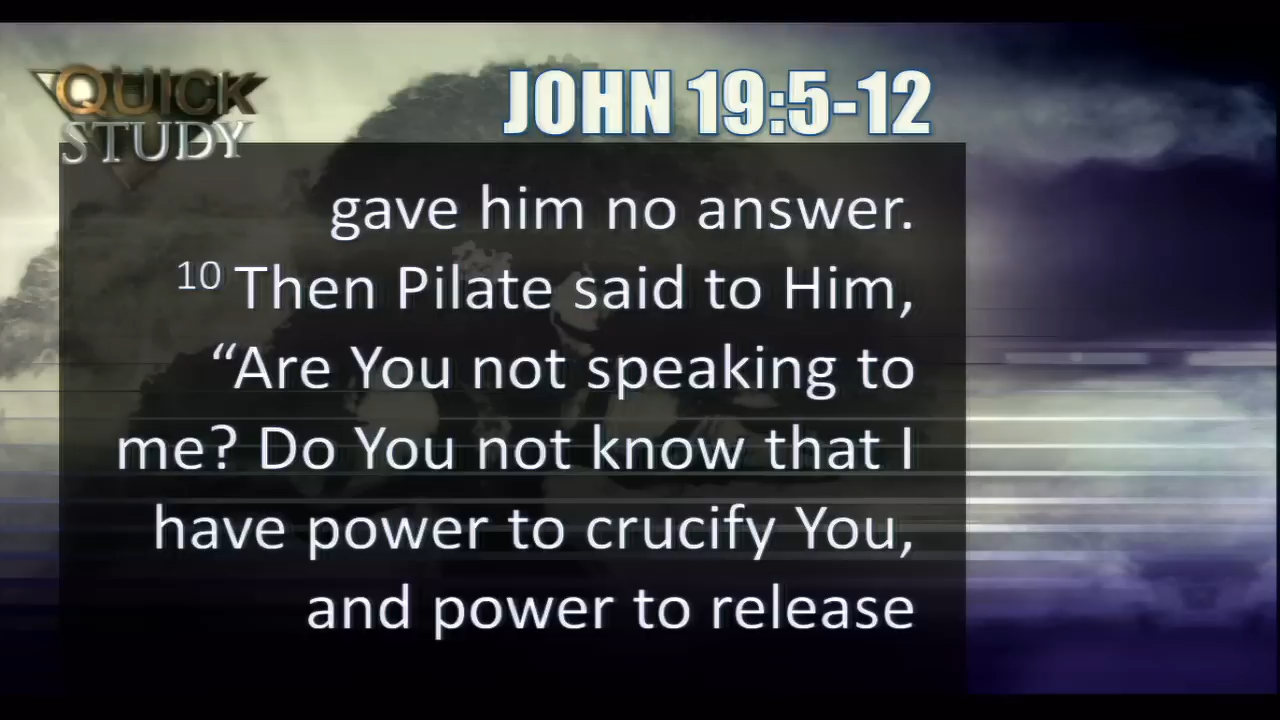 QUICK
STUDY
JOHN 19:5-12
gave him no answer.
10 Then Pilate said to Him,
“Are You not speaking to
me? Do You not know that I
have power to crucify You,
and power to release